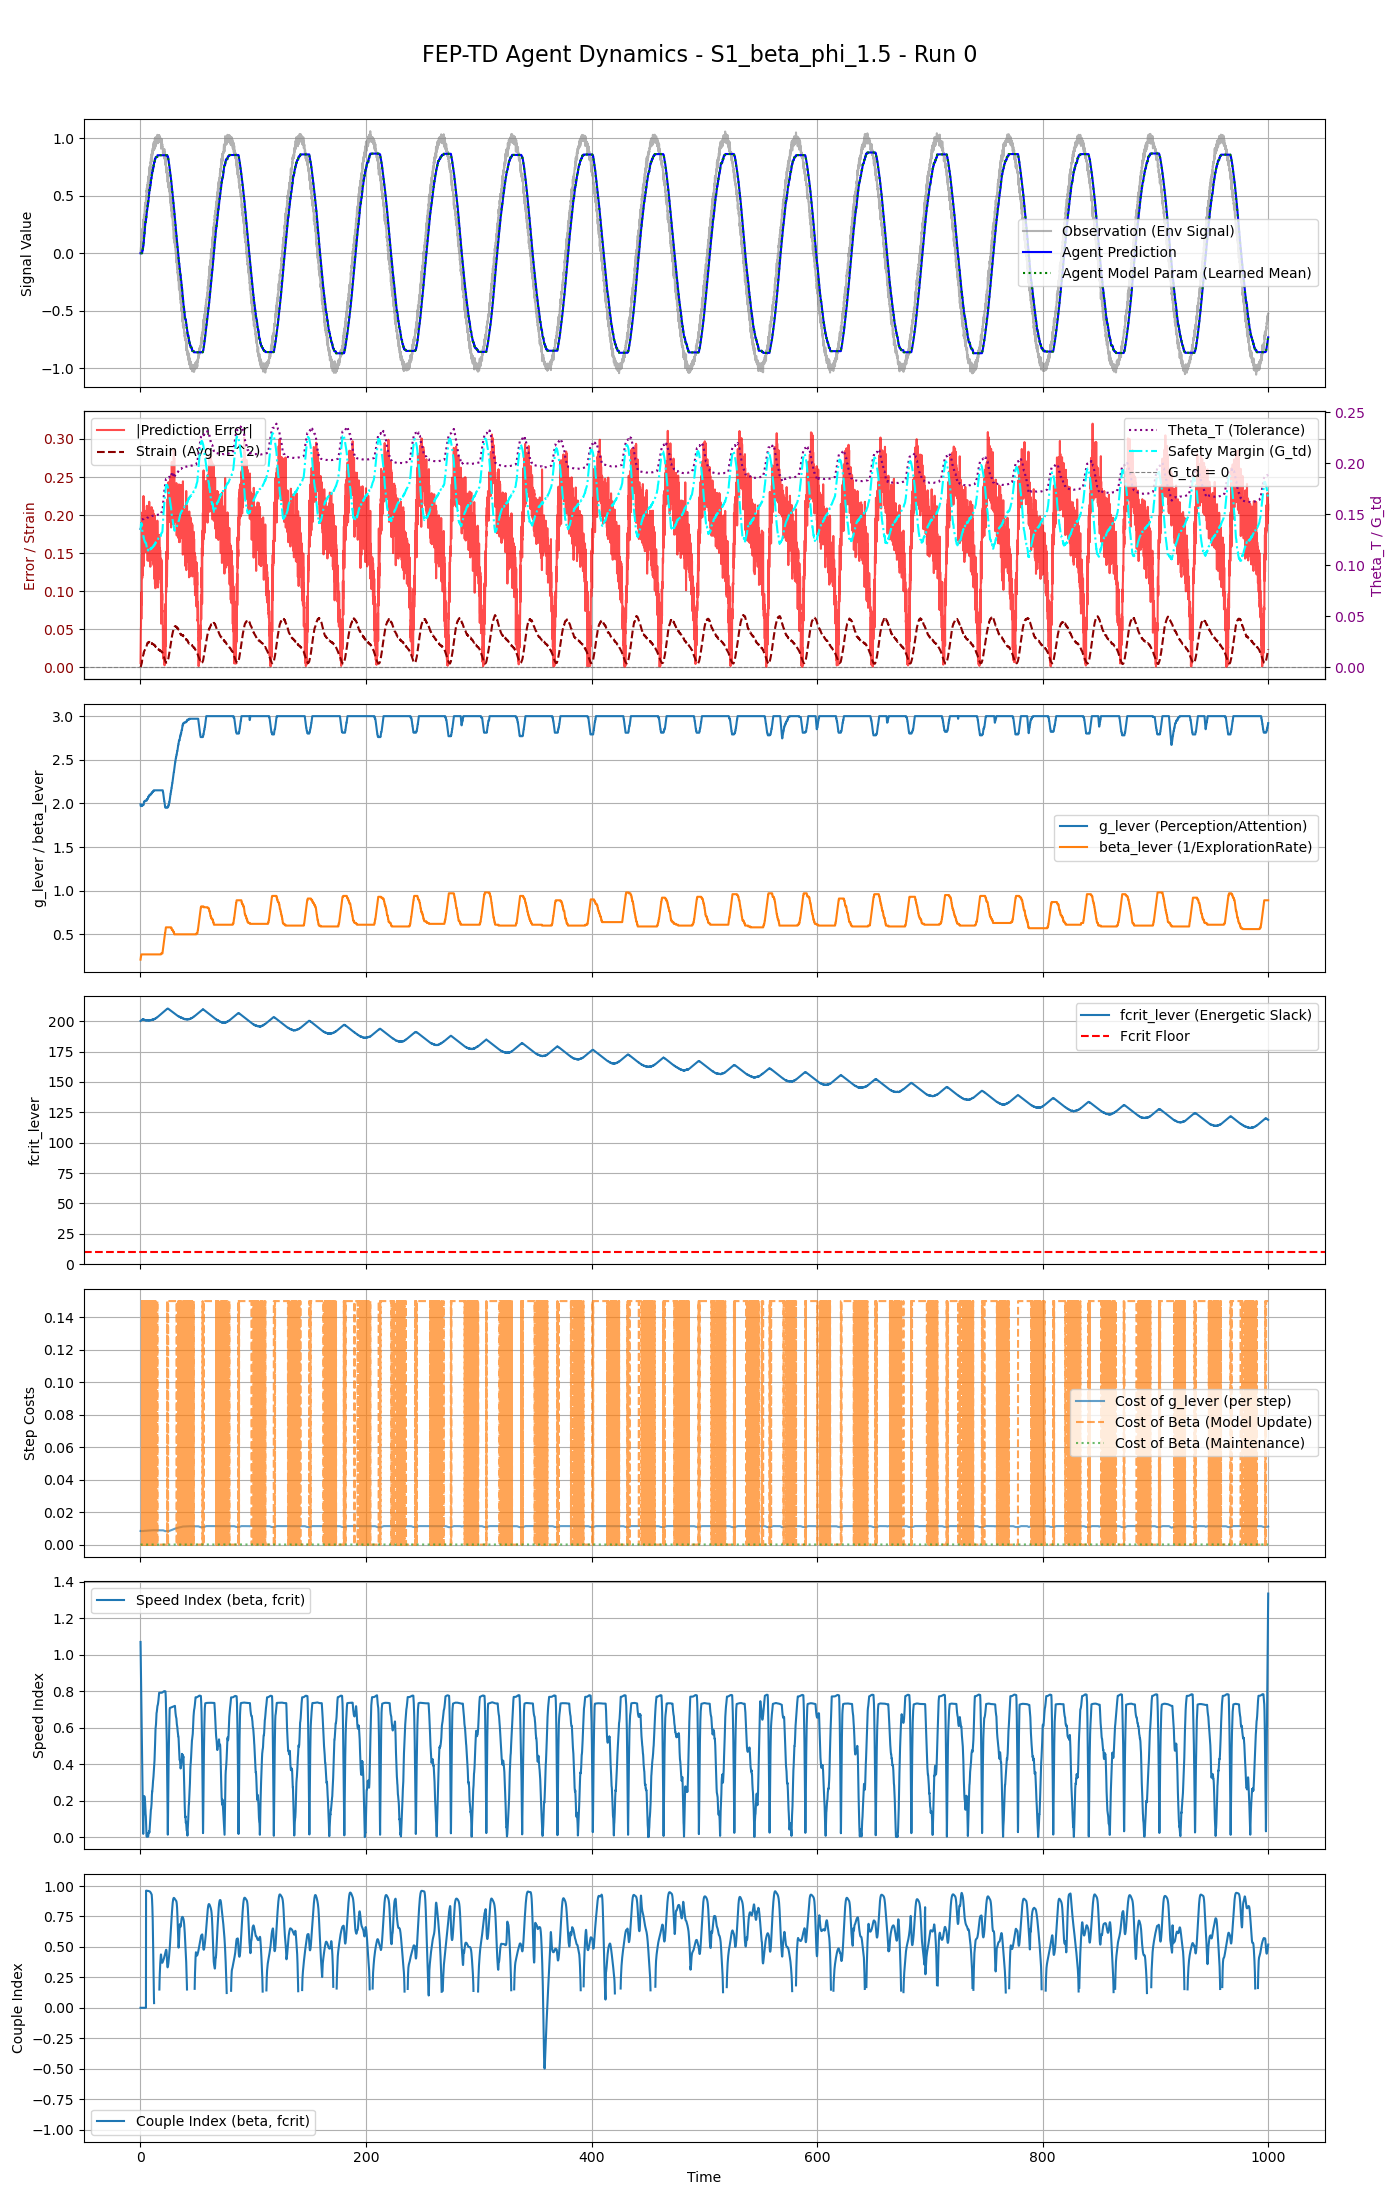 FEP-TD Agent Dynamics - S1_beta_phi_1.5 - Run 0
1.0
0.5
0.0
−0.5
−1.0
Signal Value
Observation (Env Signal)
Agent Prediction
Agent Model Param (Learned Mean)
|Prediction Error|
Strain (Avg PE^2)
Theta_T (Tolerance)
Safety Margin (G_td)
G_td = 0
0.30
0.25
0.20
0.15
0.10
0.05
0.00
Error / Strain
0.25
0.20
0.15
0.10
0.05
0.00
Theta_T / G_td
3.0
2.5
2.0
1.5
1.0
0.5
g_lever / beta_lever
g_lever (Perception/Attention)
beta_lever (1/ExplorationRate)
200
175
150
125
100
75
50
25
0
fcrit_lever
fcrit_lever (Energetic Slack)
Fcrit Floor
0.14
0.12
0.10
0.08
0.06
0.04
0.02
0.00
Step Costs
Cost of g_lever (per step)
Cost of Beta (Model Update)
Cost of Beta (Maintenance)
1.4
1.2
1.0
0.8
0.6
0.4
0.2
0.0
Speed Index
Speed Index (beta, fcrit)
1.00
0.75
0.50
0.25
0.00
−0.25
−0.50
−0.75
−1.00
Couple Index
Couple Index (beta, fcrit)
0 200 400 600 800 1000
Time